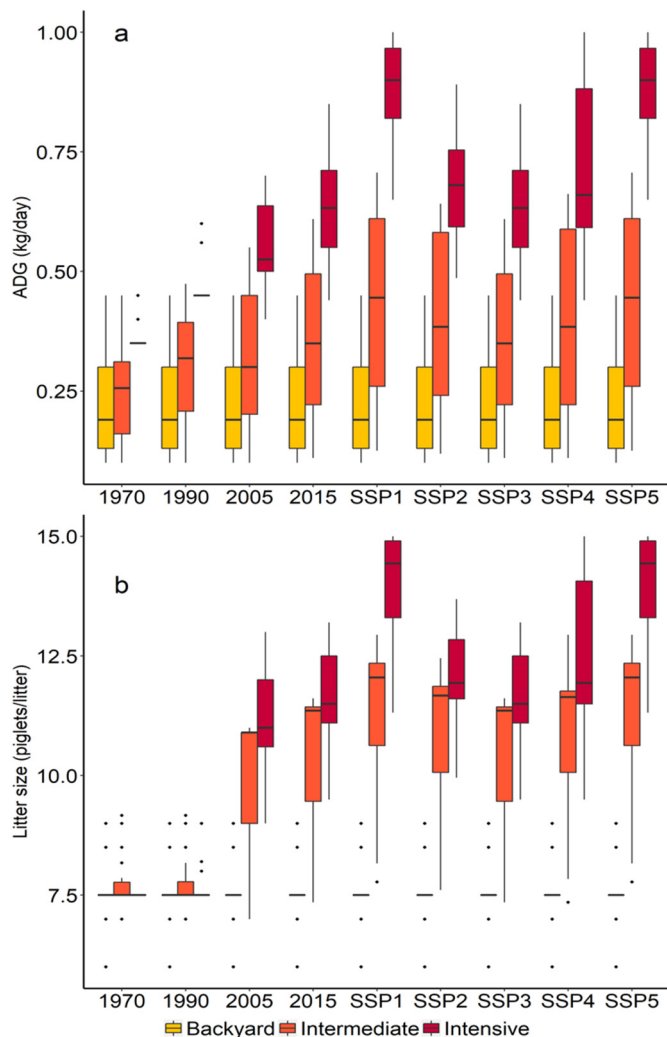 a
1.00
0.75
0.50
0.25
ADG (kg/day)
1970 1990 2005 2015 SSP1 SSP2 SSP3 SSP4 SSP5
b
15.0
12.5
10.0
7.5
Litter size (piglets/litter)
1970 1990 2005 2015 SSP1 SSP2 SSP3 SSP4 SSP5
Backyard Intermediate Intensive